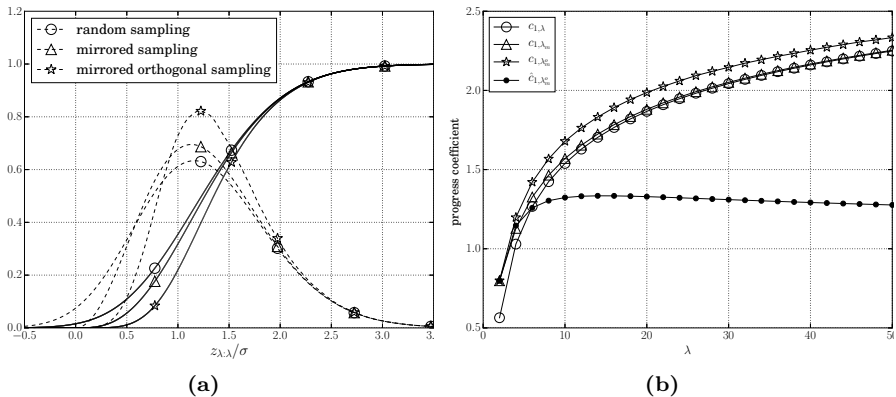 1.2
1.0
0.8
0.6
0.4
0.2
0.0
random sampling
mirrored sampling
mirrored orthogonal sampling
−0.5 0.0 0.5 1.0 1.5 2.0 2.5 3.0 3.5
z_{λ:λ}/σ
(a)
2.5
2.0
1.5
1.0
0.5
progress coefficient
c_{1,λ}
c_{1,λ_m}
c_{1,λ_m^o}
ĉ_{1,λ_m^o}
0 10 20 30 40 50
λ
(b)